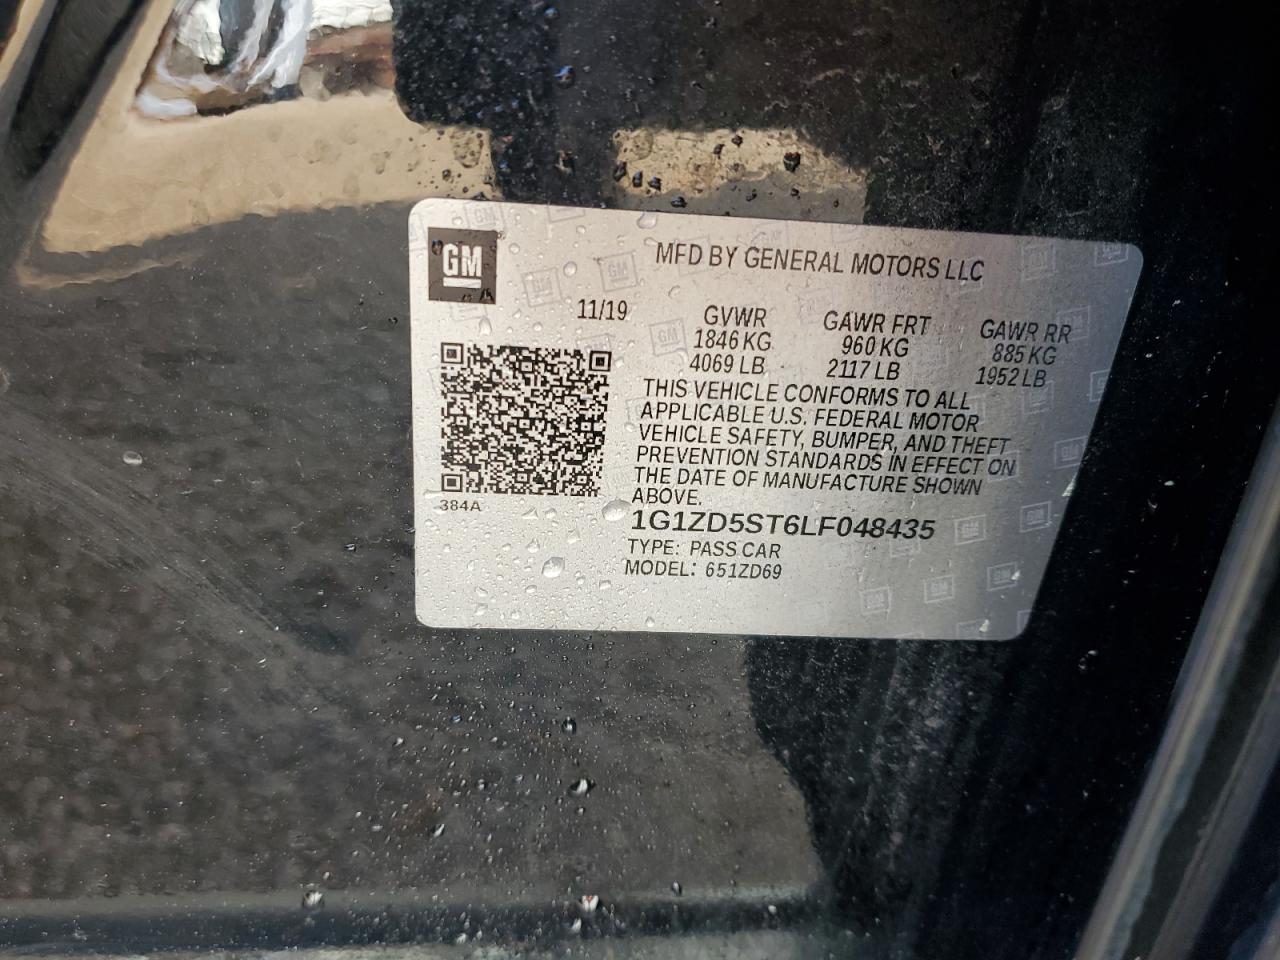 GM
MFD BY GENERAL MOTORS LLC
11/19 GVWR GAWR FRT GAWR RR
1846 KG 960 KG 885 KG
4069 LB 2117 LB 1952 LB
THIS VEHICLE CONFORMS TO ALL
APPLICABLE U.S. FEDERAL MOTOR
VEHICLE SAFETY, BUMPER, AND THEFT
PREVENTION STANDARDS IN EFFECT ON
THE DATE OF MANUFACTURE SHOWN
ABOVE.
384A
1G1ZD5ST6LF048435
TYPE: PASS CAR
MODEL: 651ZD69